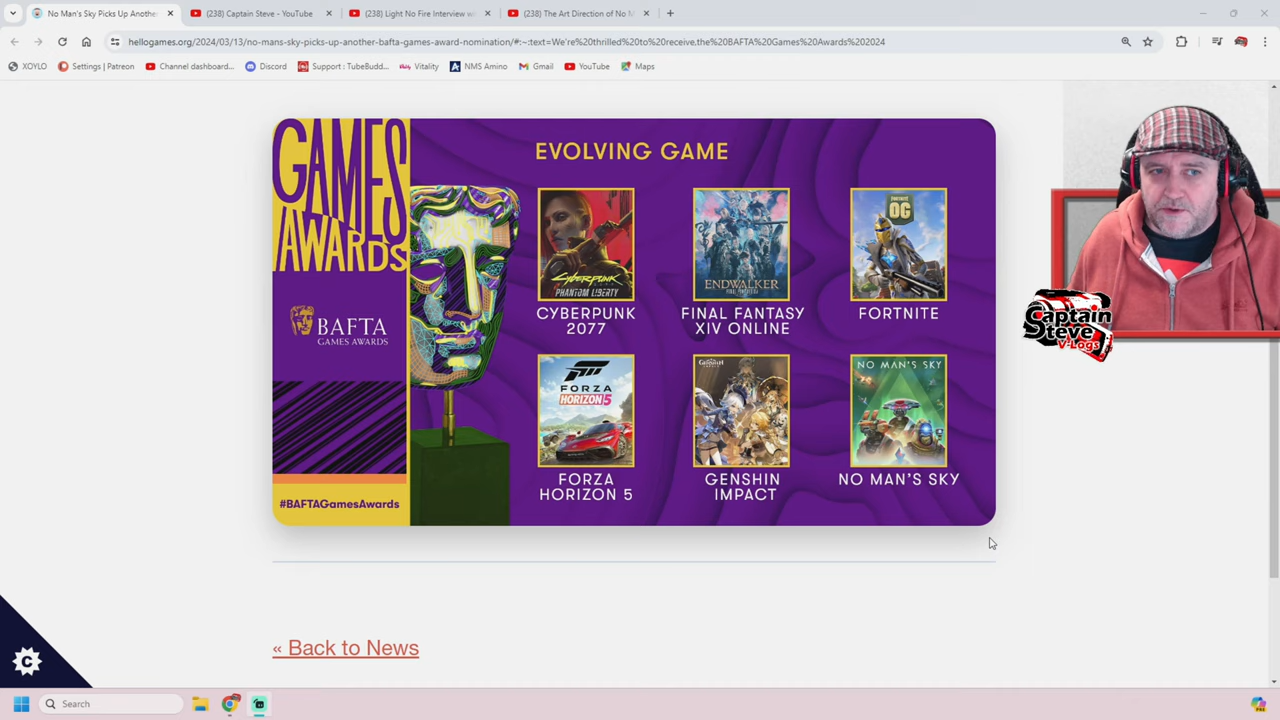 No Man's Sky Picks Up Anothe
(238) Captain Steve - YouTube
(238) Light No Fire Interview w
(238) The Art Direction of No M
hellogames.org/2024/03/13/no-mans-sky-picks-up-another-bafta-games-award-nomination/#:~:text=We're%20thrilled%20to%20receive,the%20BAFTA%20Games%20Awards%202024
XOYLO
Settings | Patreon
Channel dashboard...
Discord
Support : TubeBudd...
Vitality
NMS Amino
Gmail
YouTube
Maps
GAMES
AWARDS
BAFTA
GAMES AWARDS
#BAFTAGamesAwards
EVOLVING GAME
CYBERPUNK
PHANTOM LIBERTY
ENDWALKER
FORTNITE
OG
CYBERPUNK
2077
FINAL FANTASY
XIV ONLINE
FORTNITE
FORZA
HORIZON 5
GENSHIN
IMPACT
NO MAN'S SKY
FORZA
HORIZON 5
GENSHIN
IMPACT
NO MAN'S SKY
Captain
Steve
V-Logs
« Back to News
C
Search